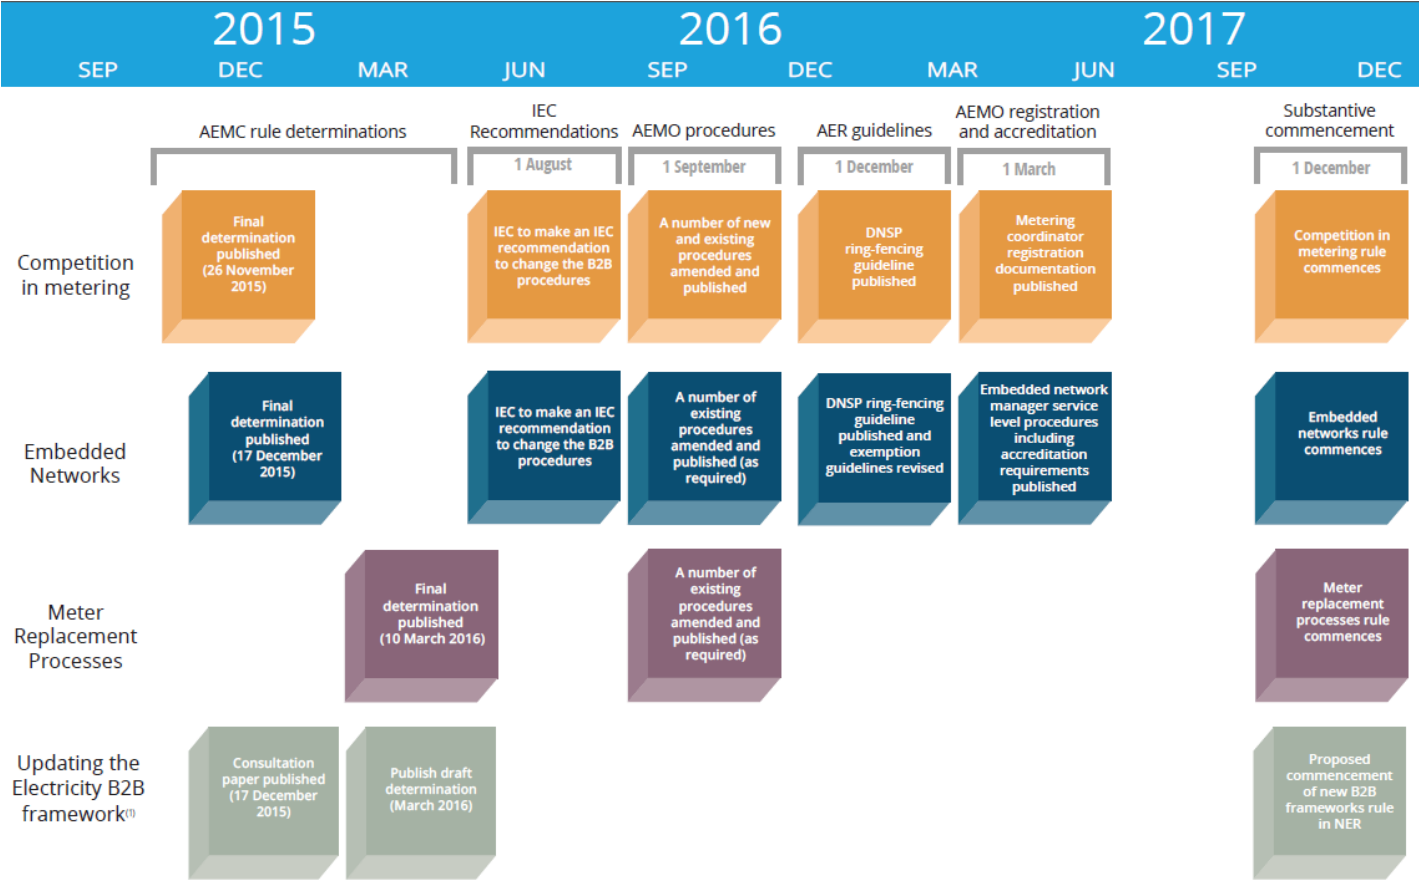 2015
2016
2017
SEP
DEC
MAR
JUN
SEP
DEC
MAR
JUN
SEP
DEC
AEMC rule determinations
IEC
Recommendations
AEMO procedures
AER guidelines
AEMO registration
and accreditation
Substantive
commencement
1 August
1 September
1 December
1 March
1 December
Competition
in metering
Final
determination
published
(26 November
2015)
IEC to make an IEC
recommendation
to change the B2B
procedures
A number of new
and existing
procedures
amended and
published
DNSP
ring-fencing
guideline
published
Metering
coordinator
registration
documentation
published
Competition in
metering rule
commences
Embedded
Networks
Final
determination
published
(17 December
2015)
IEC to make an IEC
recommendation
to change the B2B
procedures
A number of
existing
procedures
amended and
published (as
required)
DNSP ring-fencing
guideline
published and
exemption
guidelines revised
Embedded network
manager service
level procedures
including
accreditation
requirements
published
Embedded
networks rule
commences
Meter
Replacement
Processes
Final
determination
published
(10 March 2016)
A number of
existing
procedures
amended and
published (as
required)
Meter
replacement
processes rule
commences
Updating the
Electricity B2B
framework(1)
Consultation
paper published
(17 December
2015)
Publish draft
determination
(March 2016)
Proposed
commencement
of new B2B
frameworks rule
in NER